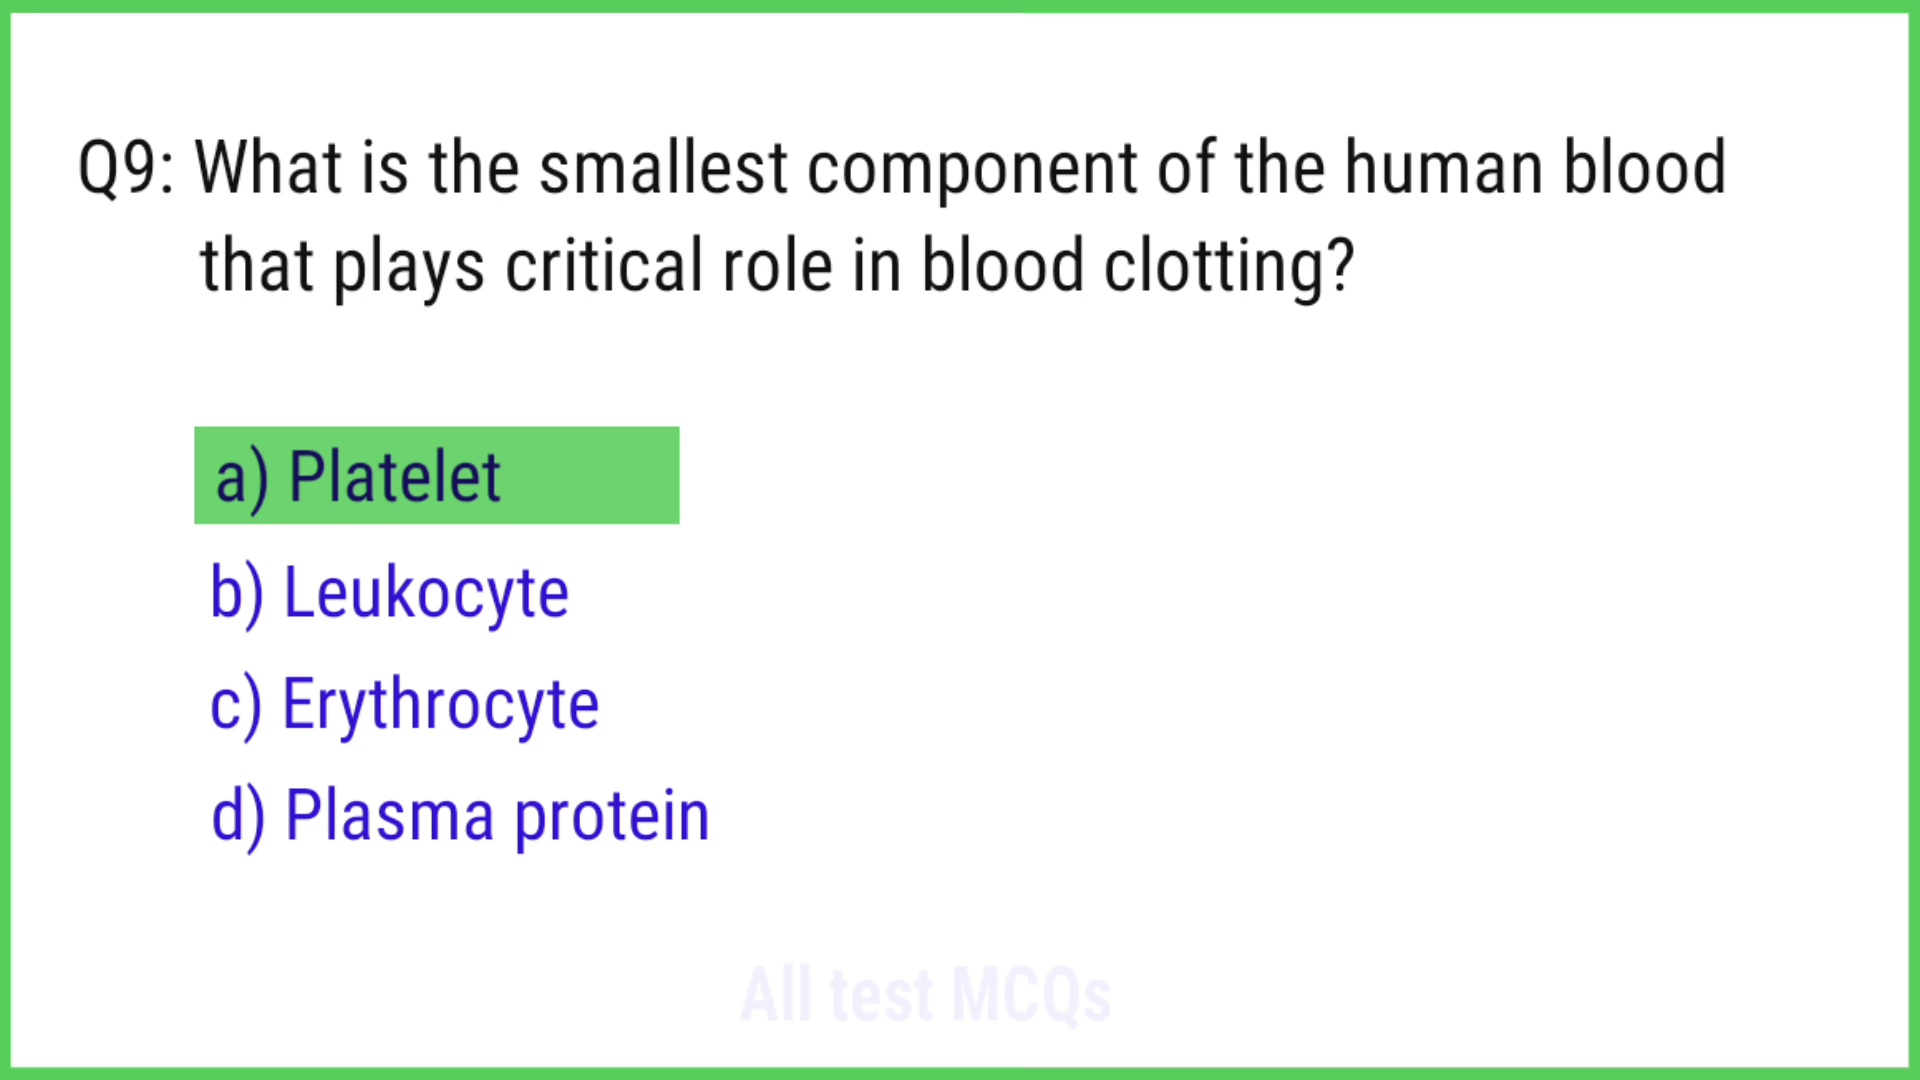 Q9: What is the smallest component of the human blood
that plays critical role in blood clotting?
a) Platelet
b) Leukocyte
c) Erythrocyte
d) Plasma protein
All test MCQs